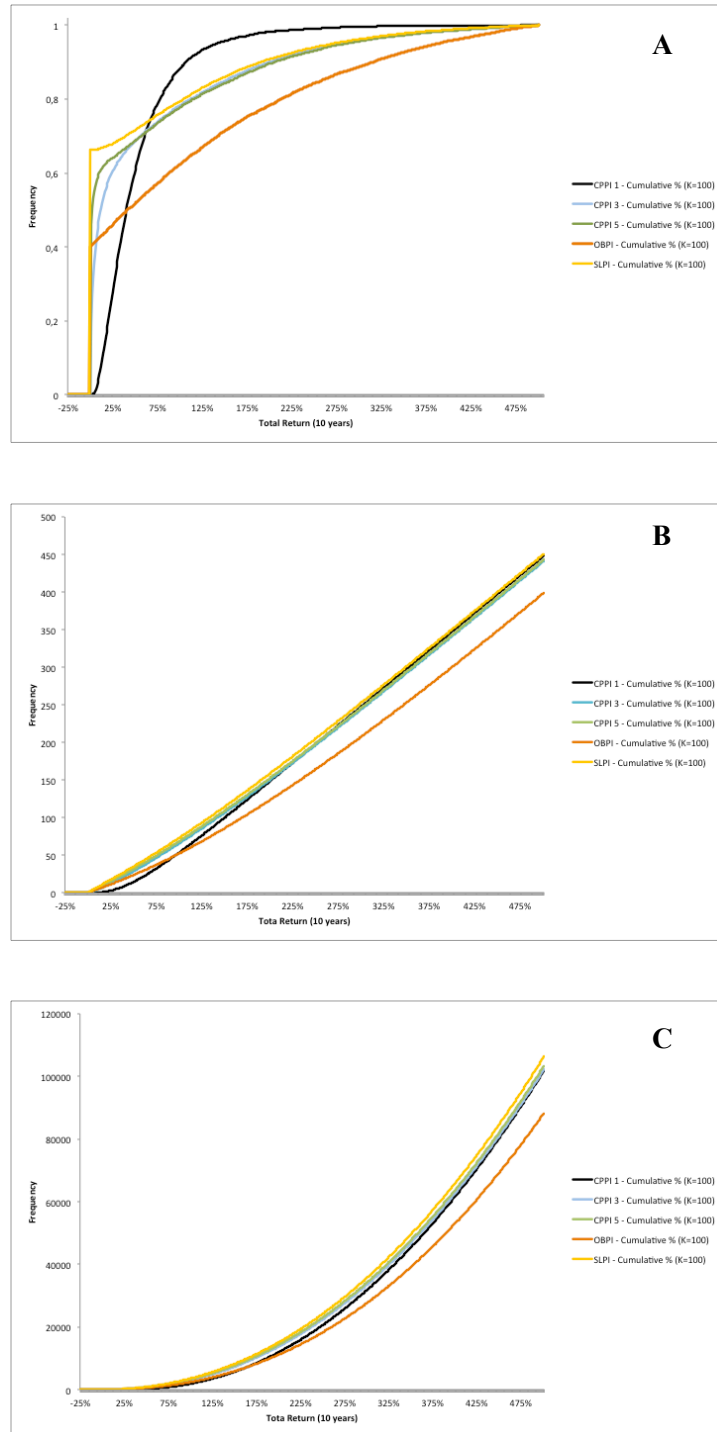 A
1
0,8
0,6
0,4
0,2
0
Frequency
-25% 25% 75% 125% 175% 225% 275% 325% 375% 425% 475%
Total Return (10 years)
CPPI 1 - Cumulative % (K=100)
CPPI 3 - Cumulative % (K=100)
CPPI 5 - Cumulative % (K=100)
OBPI - Cumulative % (K=100)
SLPI - Cumulative % (K=100)
B
500
450
400
350
300
250
200
150
100
50
0
Frequency
-25% 25% 75% 125% 175% 225% 275% 325% 375% 425% 475%
Tota Return (10 years)
CPPI 1 - Cumulative % (K=100)
CPPI 3 - Cumulative % (K=100)
CPPI 5 - Cumulative % (K=100)
OBPI - Cumulative % (K=100)
SLPI - Cumulative % (K=100)
C
120000
100000
80000
60000
40000
20000
0
Frequency
-25% 25% 75% 125% 175% 225% 275% 325% 375% 425% 475%
Tota Return (10 years)
CPPI 1 - Cumulative % (K=100)
CPPI 3 - Cumulative % (K=100)
CPPI 5 - Cumulative % (K=100)
OBPI - Cumulative % (K=100)
SLPI - Cumulative % (K=100)